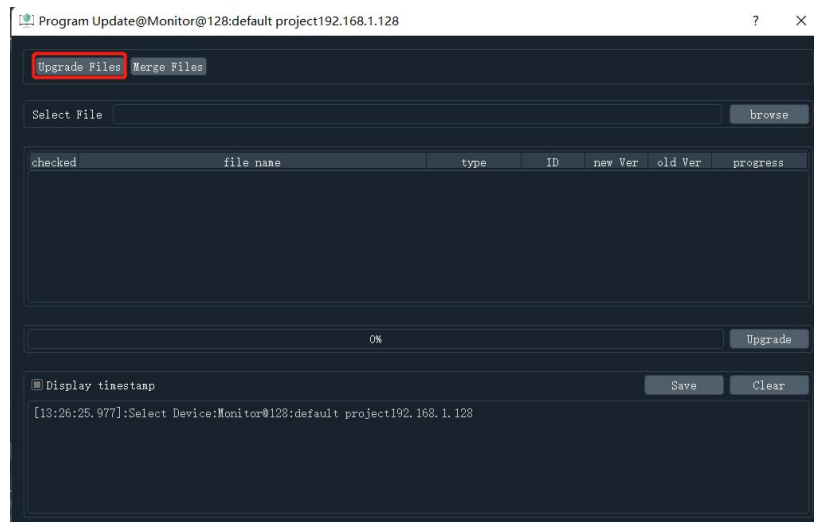 Program Update@Monitor@128:default project192.168.1.128 ? ×
Upgrade Files Merge Files
Select File browse
checked file name type ID new Ver old Ver progress
0% Upgrade
Display timestamp Save Clear
[13:26:25.977]:Select Device:Monitor@128:default project192.168.1.128